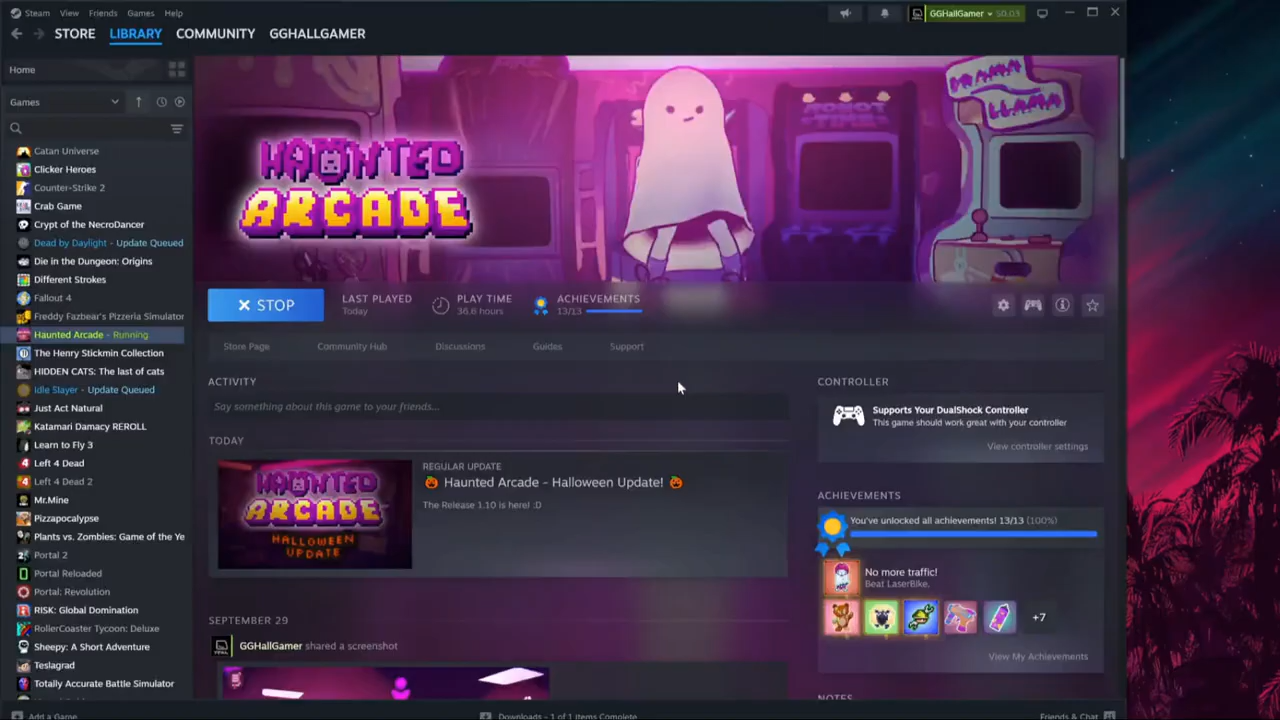 Steam View Friends Games Help
GGHallGamer 50.03
STORE LIBRARY COMMUNITY GGHALLGAMER
Home
Games
Catan Universe
Clicker Heroes
Counter-Strike 2
Crab Game
Crypt of the NecroDancer
Dead by Daylight - Update Queued
Die in the Dungeon: Origins
Different Strokes
Fallout 4
Freddy Fazbear's Pizzeria Simulator
Haunted Arcade - Running
The Henry Stickmin Collection
HIDDEN CATS: The last of cats
Idle Slayer - Update Queued
Just Act Natural
Katamari Damacy REROLL
Learn to Fly 3
Left 4 Dead
Left 4 Dead 2
Mr.Mine
Pizzapocalypse
Plants vs. Zombies: Game of the Ye
Portal 2
Portal Reloaded
Portal: Revolution
RISK: Global Domination
RollerCoaster Tycoon: Deluxe
Sheepy: A Short Adventure
Teslagrad
Totally Accurate Battle Simulator
Add a Game
HAUNTED
ARCADE
ROBOT
TIME
DRAMA
LLAMA
STOP
LAST PLAYED
Today
PLAY TIME
36.8 hours
ACHIEVEMENTS
13/13
Store Page Community Hub Discussions Guides Support
ACTIVITY
Say something about this game to your friends...
TODAY
HAUNTED
ARCADE
HALLOWEEN
UPDATE
REGULAR UPDATE
🎃 Haunted Arcade - Halloween Update! 🎃
The Release 1.10 is here! :D
SEPTEMBER 29
GGHallGamer shared a screenshot
CONTROLLER
Supports Your DualShock Controller
This game should work great with your controller
View controller settings
ACHIEVEMENTS
You've unlocked all achievements! 13/13 (100%)
No more traffic!
Beat LaserBike.
+7
View My Achievements
NOTES
Downloads - 1 of 1 Items Complete
Friends & Chat